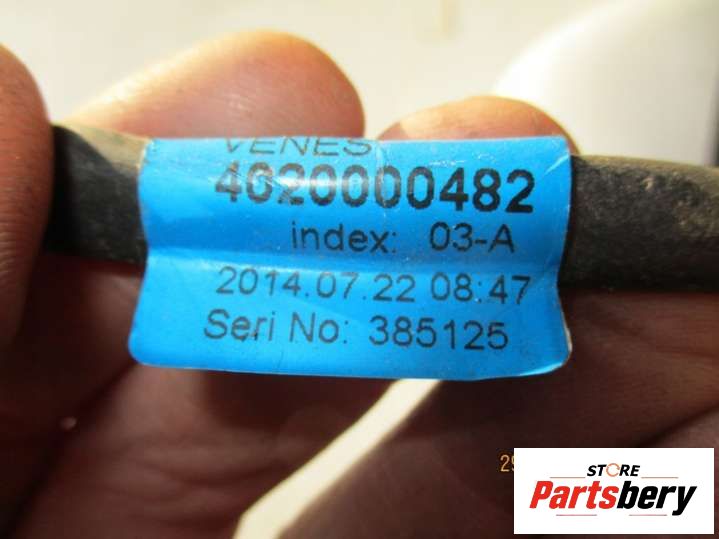 VENES
4020000482
index: 03-A
2014.07.22 08:47
Seri No: 385125
STORE
Partsbery